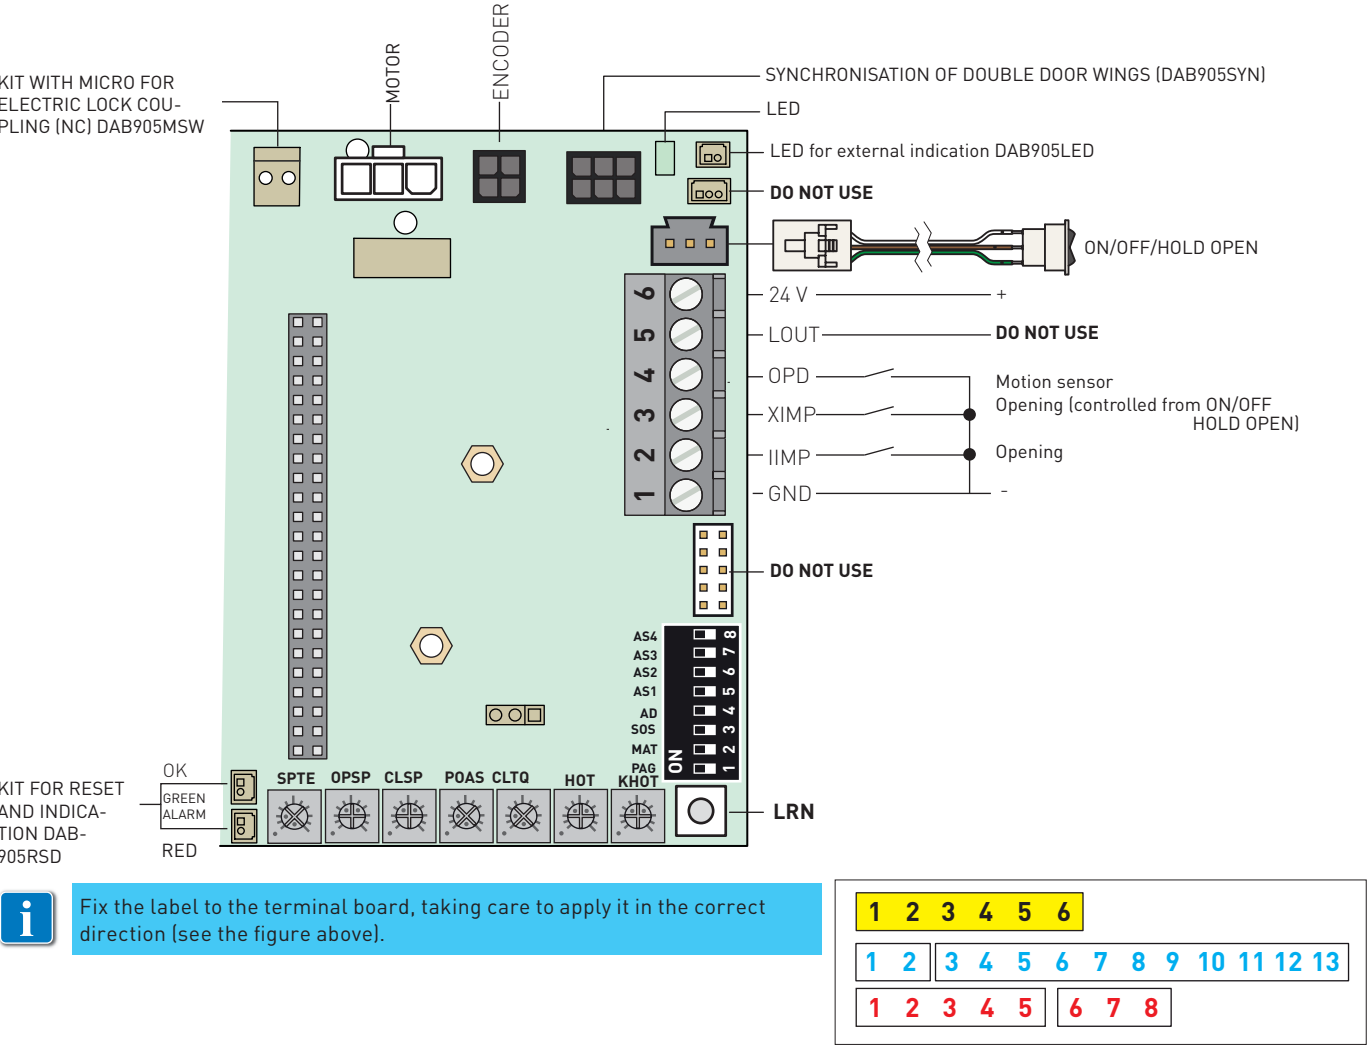 KIT WITH MICRO FOR
ELECTRIC LOCK COU-
PLING (NC) DAB905MSW
MOTOR
ENCODER
SYNCHRONISATION OF DOUBLE DOOR WINGS (DAB905SYN)
LED
LED for external indication DAB905LED
DO NOT USE
ON/OFF/HOLD OPEN
6
24 V
+
5
LOUT
DO NOT USE
4
OPD
Motion sensor
3
XIMP
Opening (controlled from ON/OFF
HOLD OPEN)
2
IIMP
Opening
1
GND
-
DO NOT USE
AS4 8
AS3 7
AS2 6
AS1 5
AD 4
SOS 3
MAT 2
PAG 1
ON
OK
GREEN
ALARM
RED
KIT FOR RESET
AND INDICA-
TION DAB-
905RSD
SPTE OPSP CLSP POAS CLTQ HOT KHOT
LRN
i
Fix the label to the terminal board, taking care to apply it in the correct
direction (see the figure above).
1 2 3 4 5 6
1 2 3 4 5 6 7 8 9 10 11 12 13
1 2 3 4 5 6 7 8